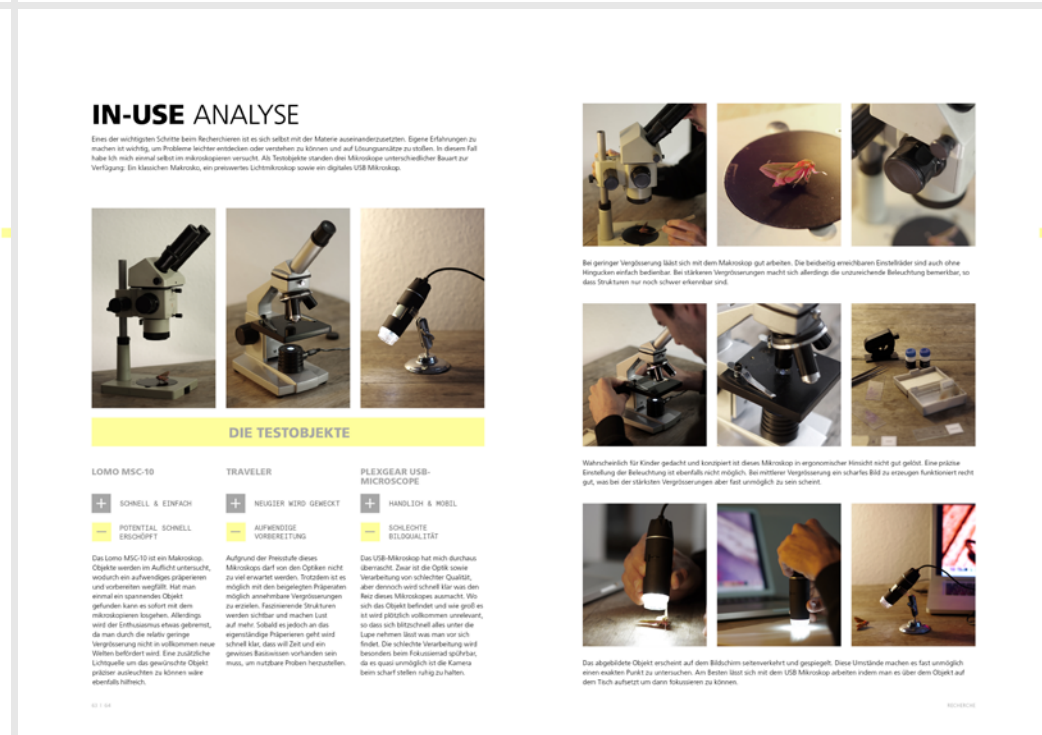 IN-USE ANALYSE
Eines der wichtigsten Schritte beim Recherchieren ist es sich selbst mit der Materie auseinanderzusetzten. Eigene Erfahrungen zu
machen ist wichtig, um Probleme leichter entdecken oder verstehen zu können und auf Lösungsansätze zu stoßen. In diesem Fall
habe Ich mich einmal selbst im mikroskopieren versucht. Als Testobjekte standen drei Mikroskope unterschiedlicher Bauart zur
Verfügung: Ein klassichen Makrosko, ein preiswertes Lichtmikroskop sowie ein digitales USB Mikroskop.
DIE TESTOBJEKTE
LOMO MSC-10
+ SCHNELL & EINFACH
— POTENTIAL SCHNELL
ERSCHÖPFT
Das Lomo MSC-10 ist ein Makroskop.
Objekte werden im Auflicht untersucht,
wodurch ein aufwendiges präperieren
und vorbereiten wegfällt. Hat man
einmal ein spannendes Objekt
gefunden kann es sofort mit dem
mikroskopieren losgehen. Allerdings
wird der Enthusiasmus etwas gebremst,
da man durch die relativ geringe
Vergrösserung nicht in vollkommen neue
Welten befördert wird. Eine zusätzliche
Lichtquelle um das gewünschte Objekt
präziser ausleuchten zu können wäre
ebenfalls hilfreich.
TRAVELER
+ NEUGIER WIRD GEWECKT
— AUFWENDIGE
VORBEREITUNG
Aufgrund der Preisstufe dieses
Mikroskops darf von den Optiken nicht
zu viel erwartet werden. Trotzdem ist es
möglich mit den beigelegten Präperaten
möglich annehmbare Vergrösserungen
zu erzielen. Faszinierende Strukturen
werden sichtbar und machen Lust
auf mehr. Sobald es jedoch an das
eigenständige Präperieren geht wird
schnell klar, dass will Zeit und ein
gewisses Basiswissen vorhanden sein
muss, um nutzbare Proben herzustellen.
PLEXGEAR USB-
MICROSCOPE
+ HANDLICH & MOBIL
— SCHLECHTE
BILDQUALITÄT
Das USB-Mikroskop hat mich durchaus
überrascht. Zwar ist die Optik sowie
Verarbeitung von schlechter Qualität,
aber dennoch wird schnell klar was den
Reiz dieses Mikroskopes ausmacht. Wo
sich das Objekt befindet und wie groß es
ist wird plötzlich vollkommen unrelevant,
so dass sich blitzschnell alles unter die
Lupe nehmen lässt was man vor sich
findet. Die schlechte Verarbeitung wird
besonders beim Fokussierrad spührbar,
da es quasi unmöglich ist die Kamera
beim scharf stellen ruhig zu halten.
Bei geringer Vergösserung läässt sich mit dem Makroskop gut arbeiten. Die beidseitig erreichbaren Einstellräder sind auch ohne
Hingucken einfach bedienbar. Bei stärkeren Vergrösserungen macht sich allerdings die unzureichende Beleuchtung bemerkbar, so
dass Strukturen nur noch schwer erkennbar sind.
Wahrscheinlich für Kinder gedacht und konzipiert ist dieses Mikroskop in ergonomischer Hinsicht nicht gut gelöst. Eine präzise
Einstellung der Beleuchtung ist ebenfalls nicht möglich. Bei mittlerer Vergrösserung ein scharfes Bild zu erzeugen funktioniert recht
gut, was bei der stärksten Vergrösserungen aber fast unmöglich zu sein scheint.
Das abgebildete Objekt erscheint auf dem Bildschirm seitenverkehrt und gespiegelt. Diese Umstände machen es fast unmöglich
einen exakten Punkt zu untersuchen. Am Besten lässt sich mit dem USB Mikroskop arbeiten indem man es über dem Objekt auf
dem Tisch aufsetzt um dann fokussieren zu können.
RECHERCHE